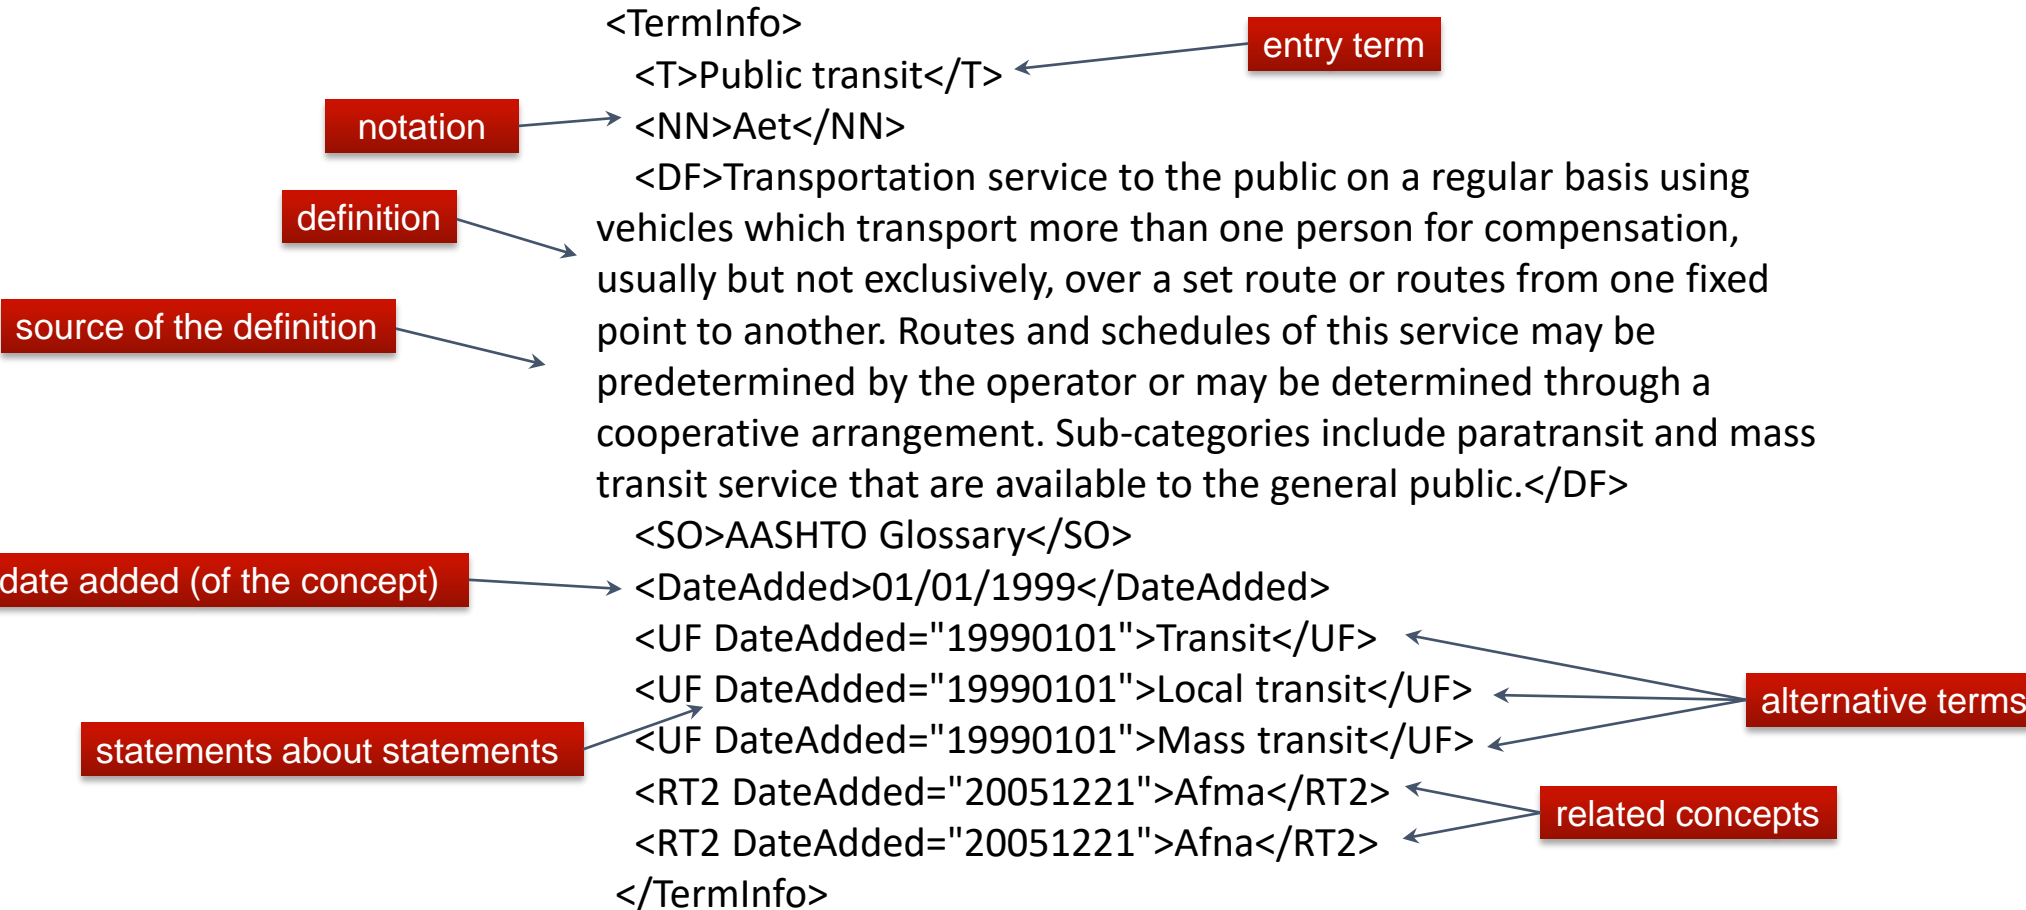 <TermInfo>
entry term
<T>Public transit</T>
notation
<NN>Aet</NN>
<DF>Transportation service to the public on a regular basis using
definition
vehicles which transport more than one person for compensation,
usually but not exclusively, over a set route or routes from one fixed
source of the definition
point to another. Routes and schedules of this service may be
predetermined by the operator or may be determined through a
cooperative arrangement. Sub-categories include paratransit and mass
transit service that are available to the general public.</DF>
<SO>AASHTO Glossary</SO>
date added (of the concept)
<DateAdded>01/01/1999</DateAdded>
<UF DateAdded="19990101">Transit</UF>
<UF DateAdded="19990101">Local transit</UF>
alternative terms
statements about statements
<UF DateAdded="19990101">Mass transit</UF>
<RT2 DateAdded="20051221">Afma</RT2>
related concepts
<RT2 DateAdded="20051221">Afna</RT2>
</TermInfo>